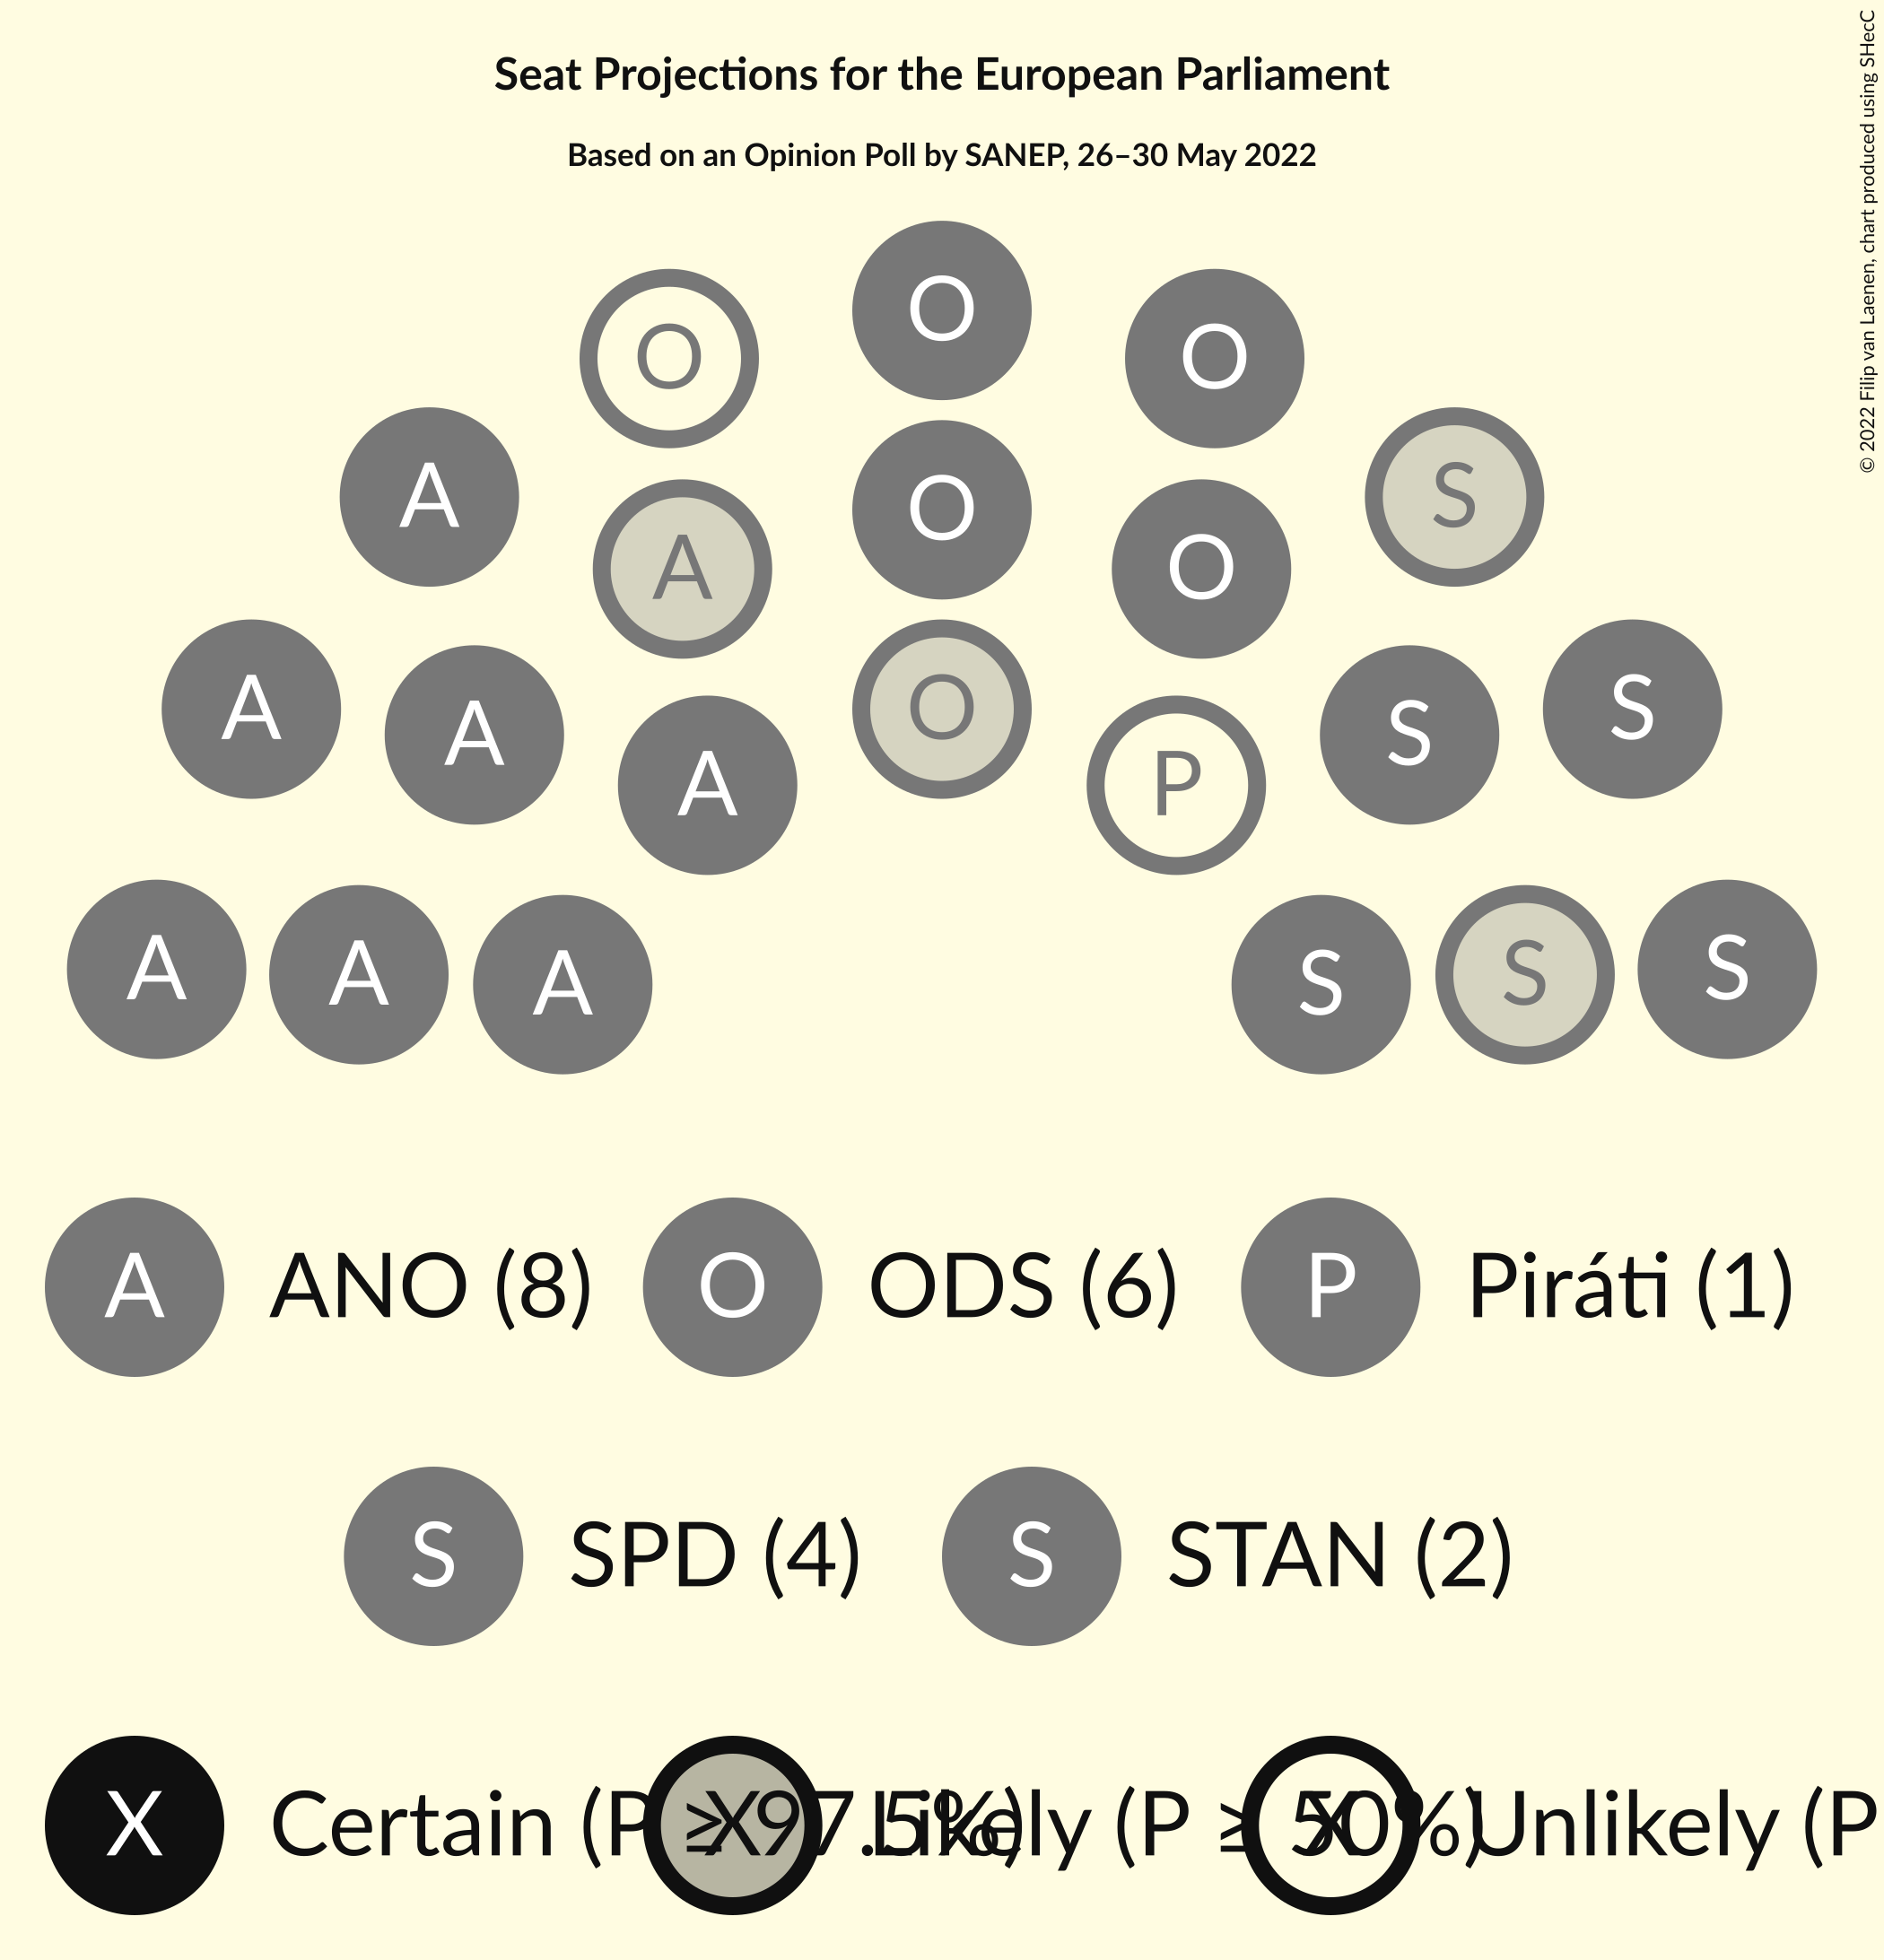 Seat Projections for the European Parliament
Based on an Opinion Poll by SANEP, 26–30 May 2022
© 2022 Filip van Laenen, chart produced using SHecC
O
O
O
A
O
S
A
O
O
A
O
S
A
S
A
P
A
S
A
S
A
S
A ANO (8) O ODS (6) P Piráti (1)
S SPD (4) S STAN (2)
X Certain (P ≥ 97.5%) X Likely (P ≥ 50%) X Unlikely (P